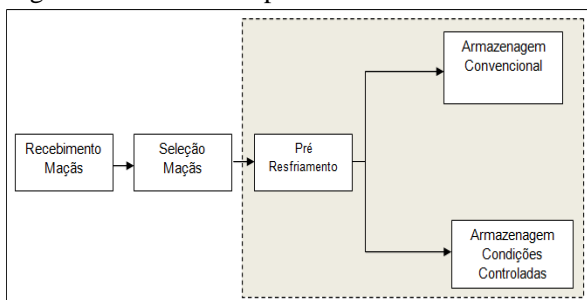 Armazenagem
Convencional
Recebimento
Maçãs
Seleção
Maçãs
Pré
Resfriamento
Armazenagem
Condições
Controladas